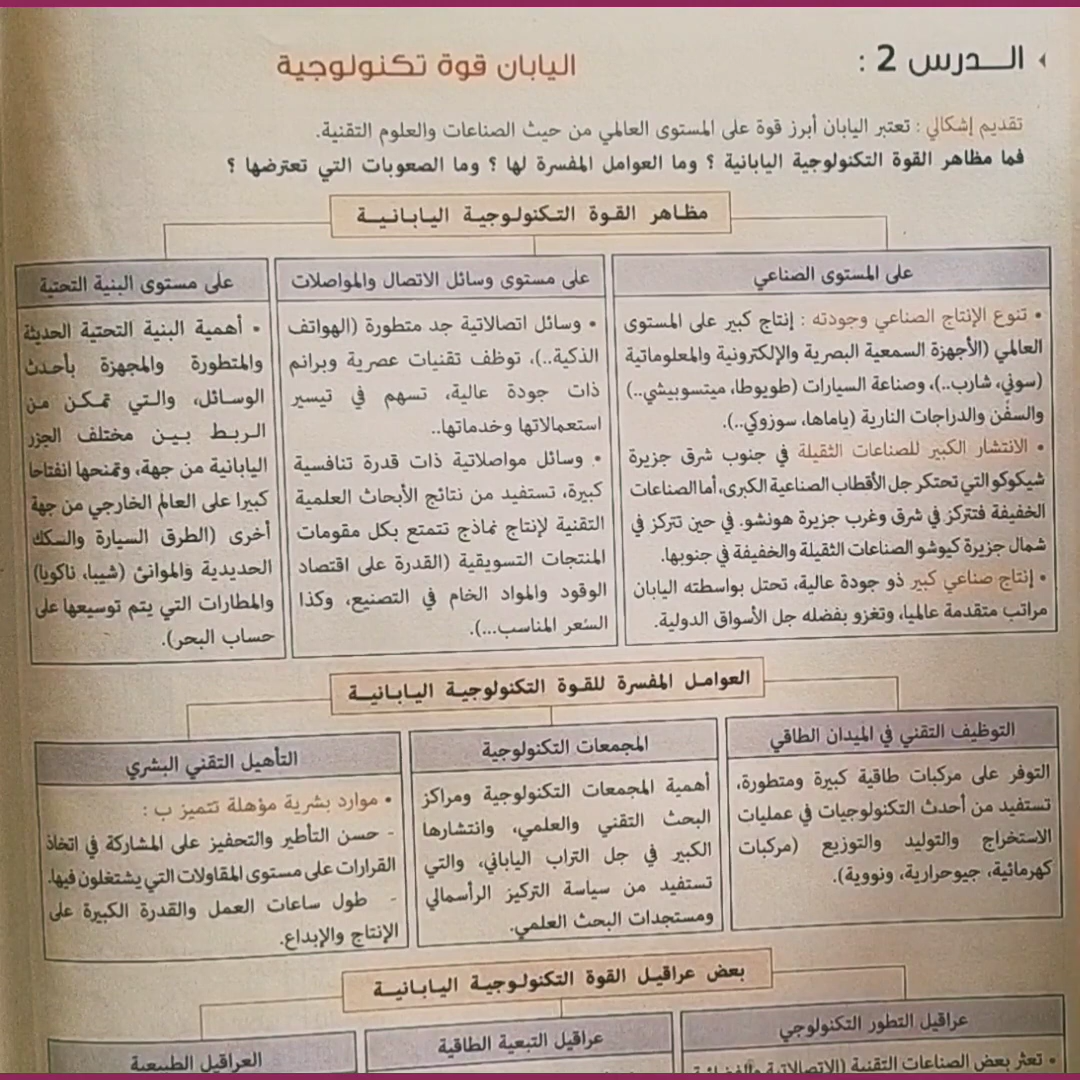 الـدرس 2 :
اليابان قوة تكنولوجية
تقديم إشكالي : تعتبر اليابان أبرز قوة على المستوى العالمي من حيث الصناعات والعلوم التقنية.
فما مظاهر القوة التكنولوجية اليابانية ؟ وما العوامل المفسرة لها ؟ وما الصعوبات التي تعترضها ؟
مظاهر القوة التكنولوجية اليابانية
على المستوى الصناعي
• تنوع الإنتاج الصناعي وجودته : إنتاج كبير على المستوى
العالمي (الأجهزة السمعية البصرية والإلكترونية والمعلوماتية
(سوني، شارب..)، وصناعة السيارات (طويوطا، ميتسوبيشي..)
والسفن والدراجات النارية (ياماها، سوزوكي..).
• الانتشار الكبير للصناعات الثقيلة في جنوب شرق جزيرة
شيكوكو التي تحتكر جل الأقطاب الصناعية الكبرى، أما الصناعات
الخفيفة فتتركز في شرق وغرب جزيرة هونشو. في حين تتركز في
شمال جزيرة كيوشو الصناعات الثقيلة والخفيفة في جنوبها.
• إنتاج صناعي كبير ذو جودة عالية، تحتل بواسطته اليابان
مراتب متقدمة عالميا، وتغزو بفضله جل الأسواق الدولية.
على مستوى وسائل الاتصال والمواصلات
• وسائل اتصالاتية جد متطورة (الهواتف
الذكية..)، توظف تقنيات عصرية وبرانم
ذات جودة عالية، تسهم في تيسير
استعمالاتها وخدماتها..
• وسائل مواصلاتية ذات قدرة تنافسية
كبيرة، تستفيد من نتائج الأبحاث العلمية
التقنية لإنتاج نماذج تتمتع بكل مقومات
المنتجات التسويقية (القدرة على اقتصاد
الوقود والمواد الخام في التصنيع، وكذا
السعر المناسب...).
على مستوى البنية التحتية
• أهمية البنية التحتية الحديثة
والمتطورة والمجهزة بأحدث
الوسائل، والتي تمكن من
الربط بين مختلف الجزر
اليابانية من جهة، وتمنحها انفتاحا
كبيرا على العالم الخارجي من جهة
أخرى (الطرق السيارة والسكك
الحديدية والموانئ (شيبا، ناكويا)
والمطارات التي يتم توسيعها على
حساب البحر).
العوامل المفسرة للقوة التكنولوجية اليابانية
التوظيف التقني في الميدان الطاقي
التوفر على مركبات طاقية كبيرة ومتطورة،
تستفيد من أحدث التكنولوجيات في عمليات
الاستخراج والتوليد والتوزيع (مركبات
كهرمائية، جيوحرارية، ونووية).
المجمعات التكنولوجية
أهمية المجمعات التكنولوجية ومراكز
البحث التقني والعلمي، وانتشارها
الكبير في جل التراب الياباني، والتي
تستفيد من سياسة التركيز الرأسمالي
ومستجدات البحث العلمي.
التأهيل التقني البشري
• موارد بشرية مؤهلة تتميز ب :
- حسن التأطير والتحفيز على المشاركة في اتخاذ
القرارات على مستوى المقاولات التي يشتغلون فيها.
- طول ساعات العمل والقدرة الكبيرة على
الإنتاج والإبداع.
بعض عراقيل القوة التكنولوجية اليابانية
عراقيل التطور التكنولوجي
• تعثر بعض الصناعات التقنية (الاتصالاتية والفضائية
عراقيل التبعية الطاقية
العراقيل الطبيعية